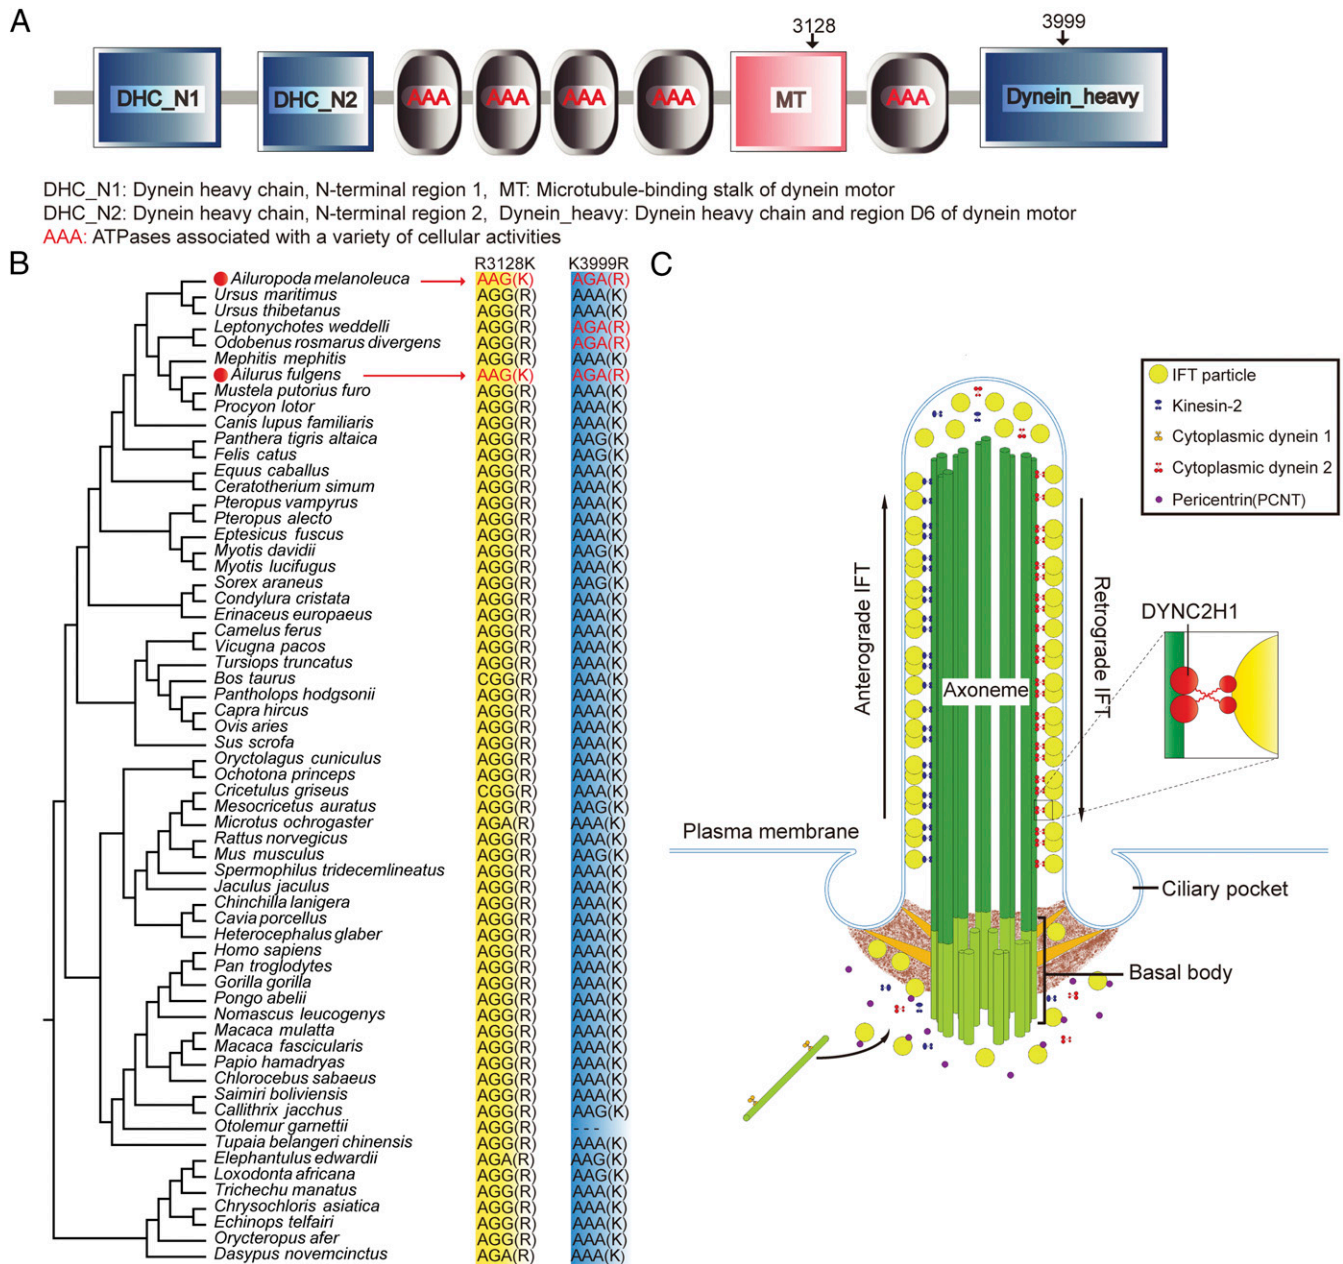 A
3128
3999
DHC_N1 DHC_N2 AAA AAA AAA AAA MT AAA Dynein_heavy
DHC_N1: Dynein heavy chain, N-terminal region 1, MT: Microtubule-binding stalk of dynein motor
DHC_N2: Dynein heavy chain, N-terminal region 2, Dynein_heavy: Dynein heavy chain and region D6 of dynein motor
AAA: ATPases associated with a variety of cellular activities
B
R3128K K3999R
Ailuropoda melanoleuca AAG(K) AGA(R)
Ursus maritimus AGG(R) AAA(K)
Ursus thibetanus AGG(R) AAA(K)
Leptonychotes weddelli AGG(R) AGA(R)
Odobenus rosmarus divergens AGG(R) AGA(R)
Mephitis mephitis AGG(R) AAA(K)
Ailurus fulgens AAG(K) AGA(R)
Mustela putorius furo AGG(R) AAA(K)
Procyon lotor AGG(R) AAA(K)
Canis lupus familiaris AGG(R) AAA(K)
Panthera tigris altaica AGG(R) AAG(K)
Felis catus AGG(R) AAG(K)
Equus caballus AGG(R) AAA(K)
Ceratotherium simum AGG(R) AAA(K)
Pteropus vampyrus AGG(R) AAA(K)
Pteropus alecto AGG(R) AAA(K)
Eptesicus fuscus AGG(R) AAA(K)
Myotis davidii AGG(R) AAG(K)
Myotis lucifugus AGG(R) AAA(K)
Sorex araneus AGG(R) AAG(K)
Condylura cristata AGG(R) AAA(K)
Erinaceus europaeus AGG(R) AAA(K)
Camelus ferus AGG(R) AAA(K)
Vicugna pacos AGG(R) AAA(K)
Tursiops truncatus AGG(R) AAA(K)
Bos taurus CGG(R) AAA(K)
Pantholops hodgsonii AGG(R) AAA(K)
Capra hircus AGG(R) AAA(K)
Ovis aries AGG(R) AAA(K)
Sus scrofa AGG(R) AAA(K)
Oryctolagus cuniculus AGG(R) AAA(K)
Ochotona princeps AGG(R) AAA(K)
Cricetulus griseus CGG(R) AAA(K)
Mesocricetus auratus AGG(R) AAG(K)
Microtus ochrogaster AGA(R) AAA(K)
Rattus norvegicus AGG(R) AAA(K)
Mus musculus AGG(R) AAG(K)
Spermophilus tridecemlineatus AGG(R) AAA(K)
Jaculus jaculus AGG(R) AAA(K)
Chinchilla lanigera AGG(R) AAA(K)
Cavia porcellus AGG(R) AAA(K)
Heterocephalus glaber AGG(R) AAA(K)
Homo sapiens AGG(R) AAA(K)
Pan troglodytes AGG(R) AAA(K)
Gorilla gorilla AGG(R) AAA(K)
Pongo abelii AGG(R) AAA(K)
Nomascus leucogenys AGG(R) AAA(K)
Macaca mulatta AGG(R) AAA(K)
Macaca fascicularis AGG(R) AAA(K)
Papio hamadryas AGG(R) AAA(K)
Chlorocebus sabaeus AGG(R) AAA(K)
Saimiri boliviensis AGG(R) AAA(K)
Callithrix jacchus AGG(R) AAG(K)
Otolemur garnettii AGG(R) - - -
Tupaia belangeri chinensis AGG(R) AAA(K)
Elephantulus edwardii AGA(R) AAG(K)
Loxodonta africana AGG(R) AAG(K)
Trichechu manatus AGG(R) AAA(K)
Chrysochloris asiatica AGG(R) AAA(K)
Echinops telfairi AGG(R) AAA(K)
Orycteropus afer AGG(R) AAA(K)
Dasypus novemcinctus AGA(R) AAA(K)
C
IFT particle
Kinesin-2
Cytoplasmic dynein 1
Cytoplasmic dynein 2
Pericentrin(PCNT)
Anterograde IFT
Axoneme
Retrograde IFT
DYNC2H1
Plasma membrane
Ciliary pocket
Basal body